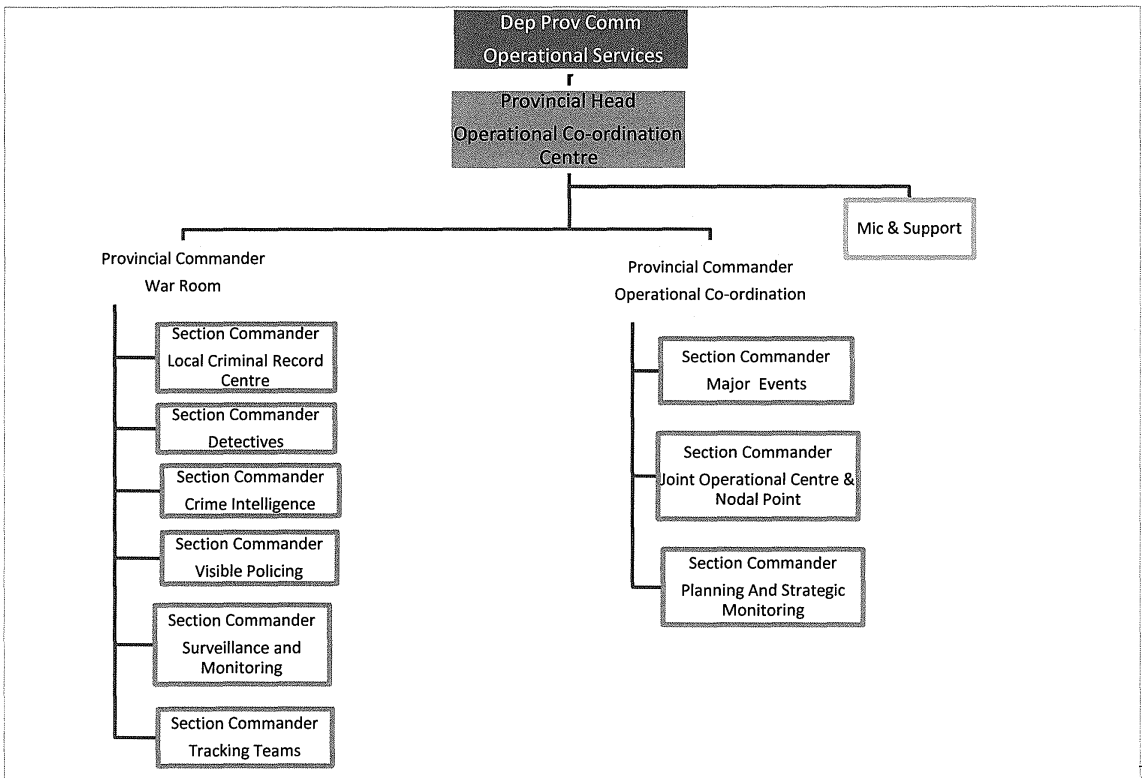 Dep Prov Comm
Operational Services
Provincial Head
Operational Co-ordination
Centre
Mic & Support
Provincial Commander
War Room
Section Commander
Local Criminal Record
Centre
Section Commander
Detectives
Section Commander
Crime Intelligence
Section Commander
Visible Policing
Section Commander
Surveillance and
Monitoring
Section Commander
Tracking Teams
Provincial Commander
Operational Co-ordination
Section Commander
Major Events
Section Commander
Joint Operational Centre &
Nodal Point
Section Commander
Planning And Strategic
Monitoring